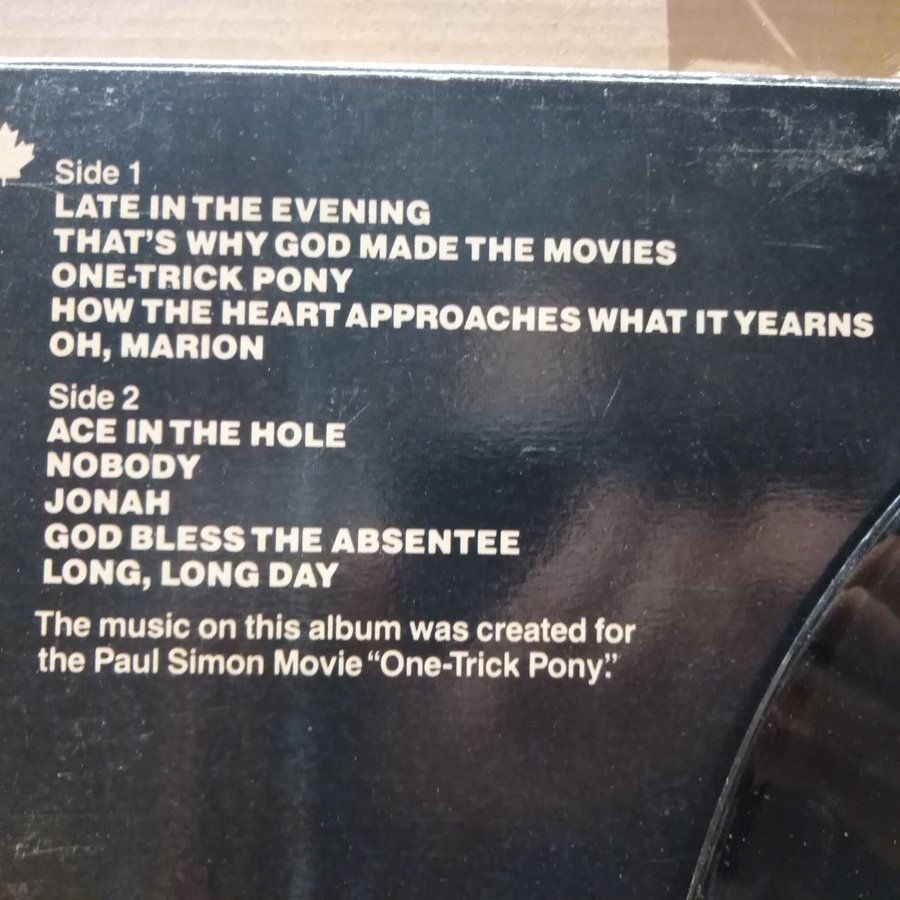 Side 1
LATE IN THE EVENING
THAT'S WHY GOD MADE THE MOVIES
ONE-TRICK PONY
HOW THE HEART APPROACHES WHAT IT YEARNS
OH, MARION
Side 2
ACE IN THE HOLE
NOBODY
JONAH
GOD BLESS THE ABSENTEE
LONG, LONG DAY
The music on this album was created for
the Paul Simon Movie “One-Trick Pony.”